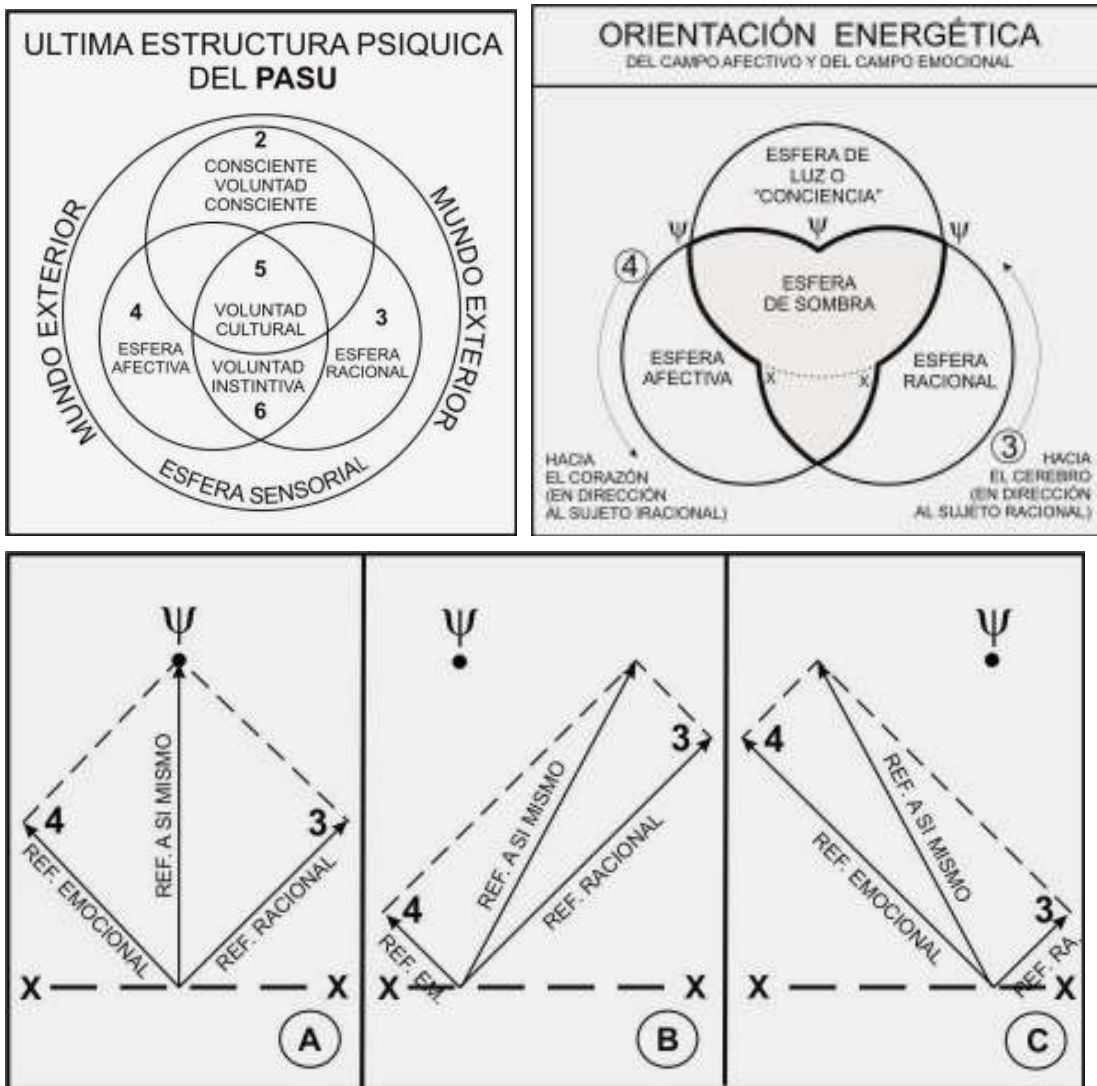 ULTIMA ESTRUCTURA PSIQUICA
DEL PASU
2
CONSCIENTE
VOLUNTAD
CONSCIENTE
MUNDO EXTERIOR
MUNDO EXTERIOR
5
4
VOLUNTAD
CULTURAL
3
ESFERA
AFECTIVA
VOLUNTAD
INSTINTIVA
ESFERA
RACIONAL
6
ESFERA SENSORIAL
ORIENTACIÓN ENERGÉTICA
DEL CAMPO AFECTIVO Y DEL CAMPO EMOCIONAL
ESFERA DE
LUZ O
"CONCIENCIA"
Ψ Ψ Ψ
4
ESFERA
DE SOMBRA
ESFERA
AFECTIVA
ESFERA
RACIONAL
X X
3
HACIA
EL CORAZÓN
(EN DIRECCIÓN
AL SUJETO IRACIONAL)
HACIA
EL CEREBRO
(EN DIRECCIÓN
AL SUJETO RACIONAL)
Ψ
4
3
REF. A SI MISMO
REF. EMOCIONAL
REF. RACIONAL
X X
A
Ψ
3
REF. A SI MISMO
REF. RACIONAL
4
REF. EM.
X X
B
Ψ
4
REF. A SI MISMO
REF. EMOCIONAL
3
REF. RA.
X X
C